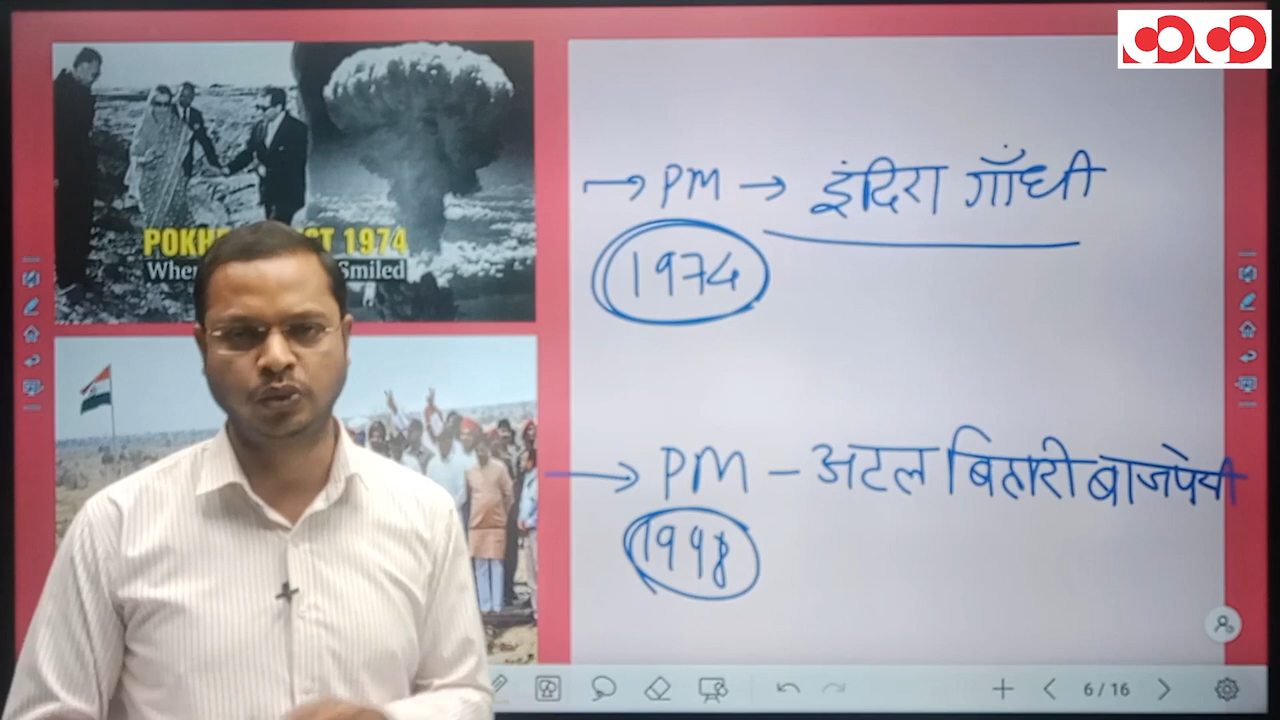 POKH ST 1974
When Smiled
→ PM → इंदिरा गाँधी
1974
→ PM – अटल बिहारी बाजपेयी
1998
6 / 16